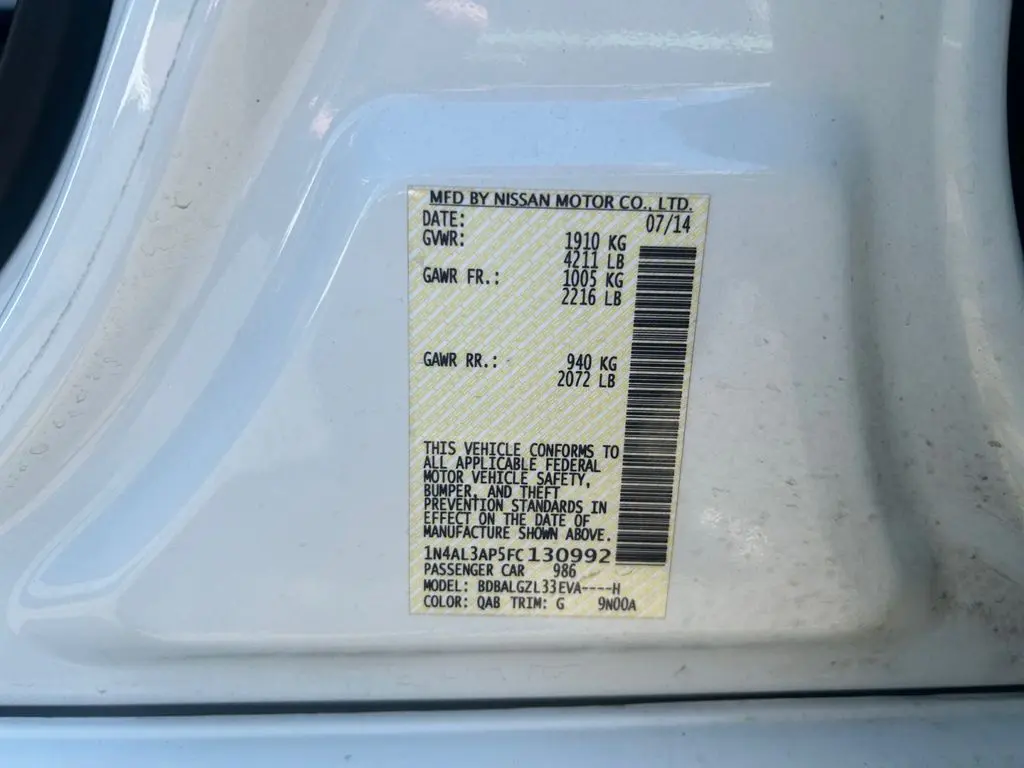 MFD BY NISSAN MOTOR CO., LTD.
DATE: 07/14
GVWR: 1910 KG
4211 LB
GAWR FR.: 1005 KG
2216 LB
GAWR RR.: 940 KG
2072 LB
THIS VEHICLE CONFORMS TO
ALL APPLICABLE FEDERAL
MOTOR VEHICLE SAFETY,
BUMPER, AND THEFT
PREVENTION STANDARDS IN
EFFECT ON THE DATE OF
MANUFACTURE SHOWN ABOVE.
1N4AL3AP5FC130992
PASSENGER CAR 986
MODEL: BDBALGZL33EVA----H
COLOR: QAB TRIM: G 9N00A